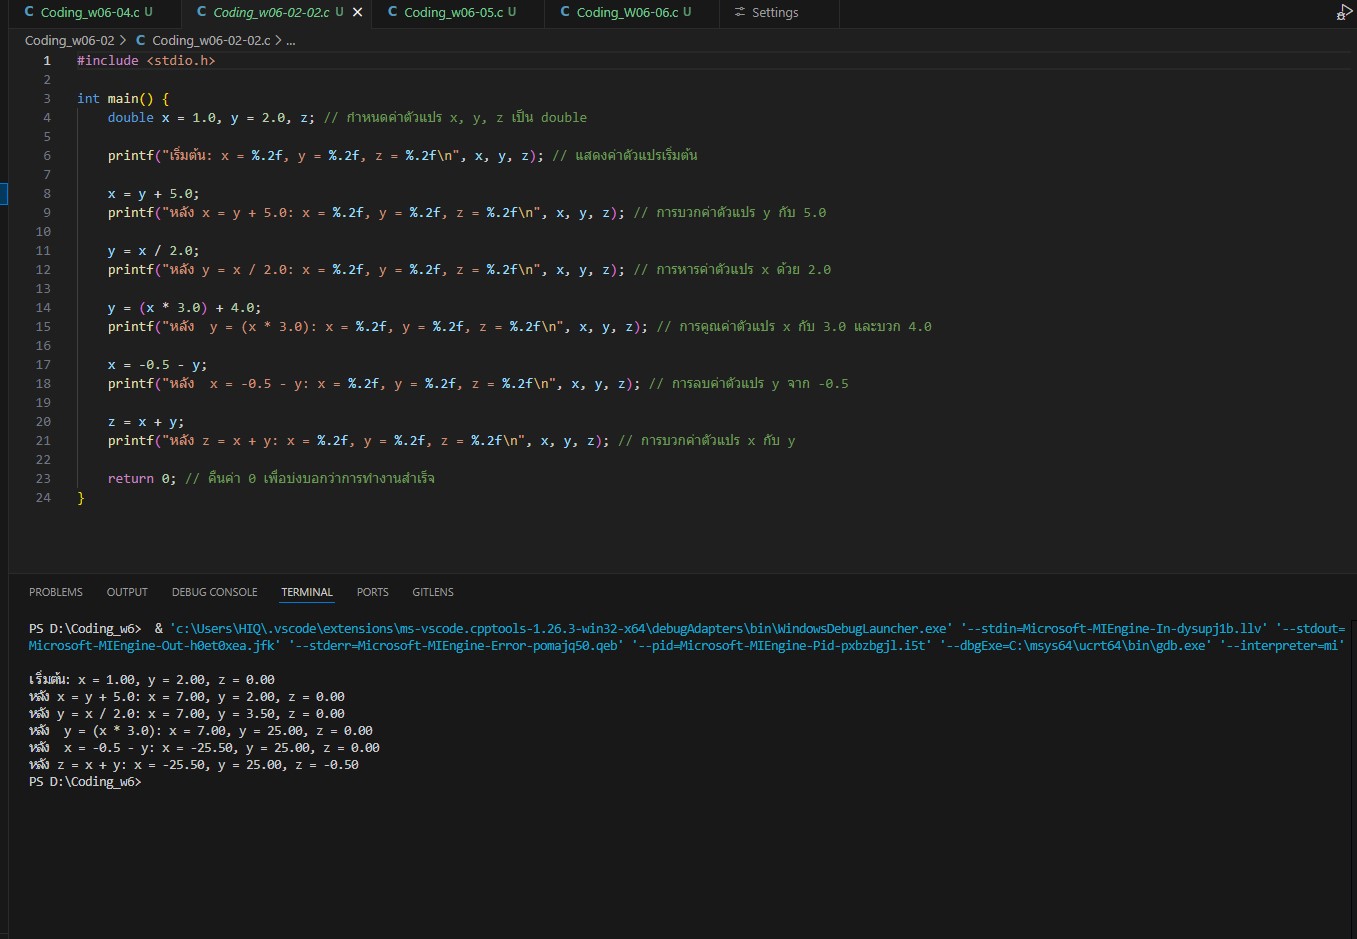 Coding_w06-04.c U
Coding_w06-02-02.c U
Coding_w06-05.c U
Coding_W06-06.c U
Settings
Coding_w06-02 > C Coding_w06-02-02.c > ...
1 #include <stdio.h>
2
3 int main() {
4 double x = 1.0, y = 2.0, z; // กำหนดค่าตัวแปร x, y, z เป็น double
5
6 printf("เริ่มต้น: x = %.2f, y = %.2f, z = %.2f\n", x, y, z); // แสดงค่าตัวแปรเริ่มต้น
7
8 x = y + 5.0;
9 printf("หลัง x = y + 5.0: x = %.2f, y = %.2f, z = %.2f\n", x, y, z); // การบวกค่าตัวแปร y กับ 5.0
10
11 y = x / 2.0;
12 printf("หลัง y = x / 2.0: x = %.2f, y = %.2f, z = %.2f\n", x, y, z); // การหารค่าตัวแปร x ด้วย 2.0
13
14 y = (x * 3.0) + 4.0;
15 printf("หลัง  y = (x * 3.0): x = %.2f, y = %.2f, z = %.2f\n", x, y, z); // การคูณค่าตัวแปร x กับ 3.0 และบวก 4.0
16
17 x = -0.5 - y;
18 printf("หลัง  x = -0.5 - y: x = %.2f, y = %.2f, z = %.2f\n", x, y, z); // การลบค่าตัวแปร y จาก -0.5
19
20 z = x + y;
21 printf("หลัง z = x + y: x = %.2f, y = %.2f, z = %.2f\n", x, y, z); // การบวกค่าตัวแปร x กับ y
22
23 return 0; // คืนค่า 0 เพื่อบ่งบอกว่าการทำงานสำเร็จ
24 }
PROBLEMS OUTPUT DEBUG CONSOLE TERMINAL PORTS GITLENS
PS D:\Coding_w6>  & 'c:\Users\HIQ\.vscode\extensions\ms-vscode.cpptools-1.26.3-win32-x64\debugAdapters\bin\WindowsDebugLauncher.exe' '--stdin=Microsoft-MIEngine-In-dysupj1b.llv' '--stdout=
Microsoft-MIEngine-Out-h0et0xea.jfk' '--stderr=Microsoft-MIEngine-Error-pomajq50.qeb' '--pid=Microsoft-MIEngine-Pid-pxbzbgjl.i5t' '--dbgExe=C:\msys64\ucrt64\bin\gdb.exe' '--interpreter=mi'
เริ่มต้น: x = 1.00, y = 2.00, z = 0.00
หลัง x = y + 5.0: x = 7.00, y = 2.00, z = 0.00
หลัง y = x / 2.0: x = 7.00, y = 3.50, z = 0.00
หลัง  y = (x * 3.0): x = 7.00, y = 25.00, z = 0.00
หลัง  x = -0.5 - y: x = -25.50, y = 25.00, z = 0.00
หลัง z = x + y: x = -25.50, y = 25.00, z = -0.50
PS D:\Coding_w6>